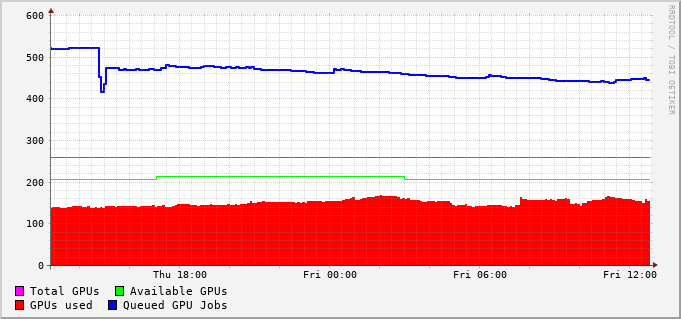 600
500
400
300
200
100
0
Thu 18:00 Fri 00:00 Fri 06:00 Fri 12:00
Total GPUs Available GPUs
GPUs used Queued GPU Jobs
RRDTOOL / TOBI OETIKER